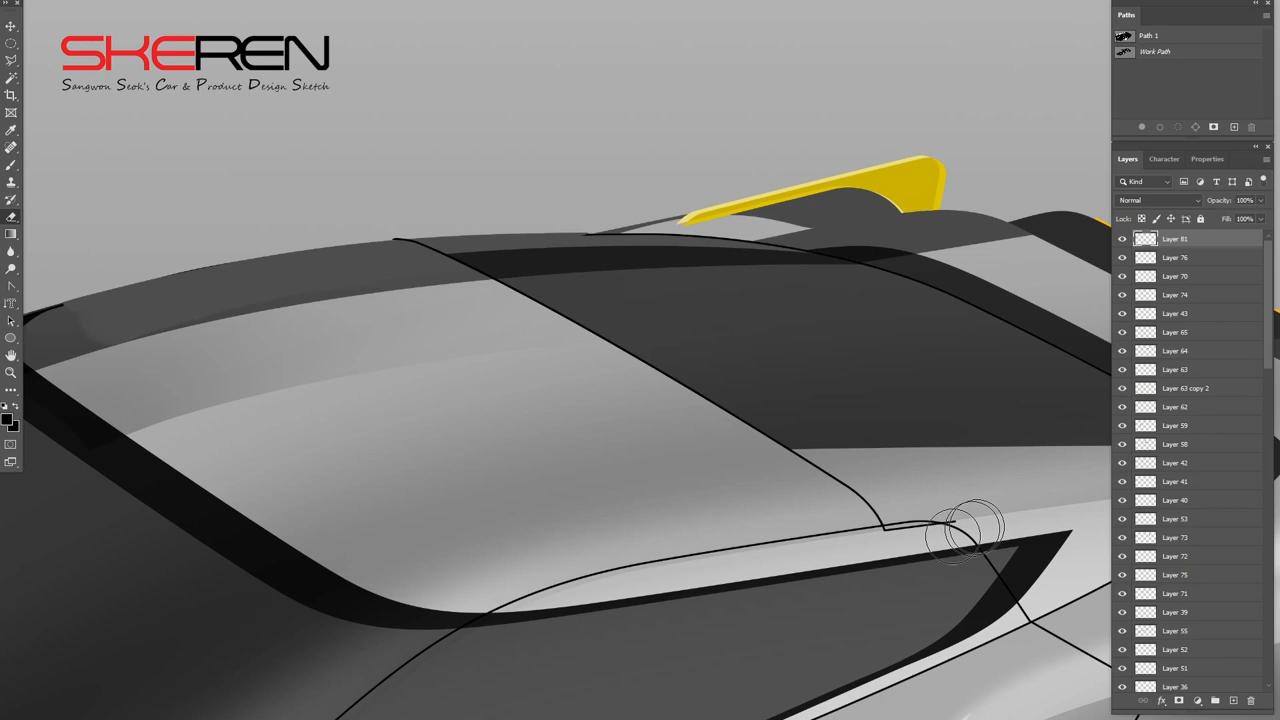 SKEREN
Sangwon Seok's Car & Product Design Sketch
Paths
Path 1
Work Path
Layers Character Properties
Kind
Normal Opacity: 100%
Lock: Fill: 100%
Layer 81
Layer 76
Layer 70
Layer 74
Layer 43
Layer 65
Layer 64
Layer 63
Layer 63 copy 2
Layer 62
Layer 59
Layer 58
Layer 42
Layer 41
Layer 40
Layer 53
Layer 73
Layer 72
Layer 75
Layer 71
Layer 39
Layer 55
Layer 52
Layer 51
Layer 36
fx